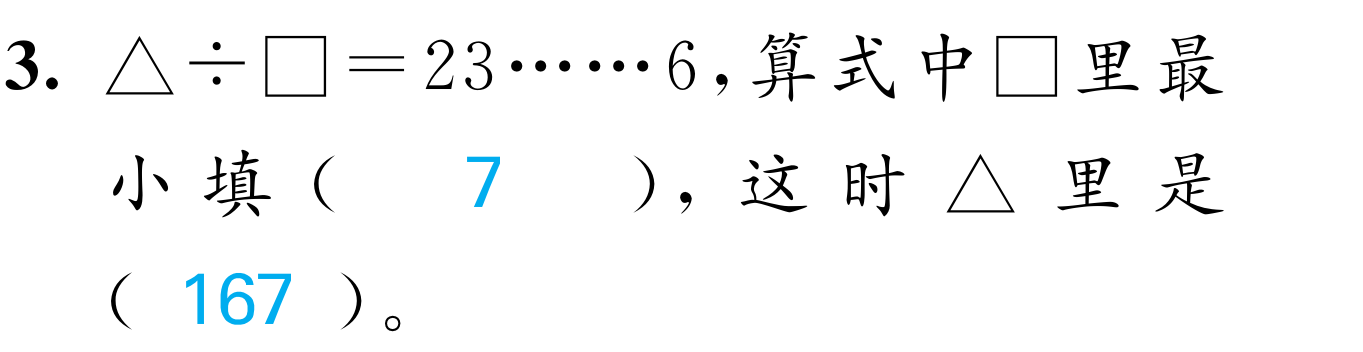 3. △÷□=23……6,算式中□里最
小填( 7 ),这时△里是
( 167 )。